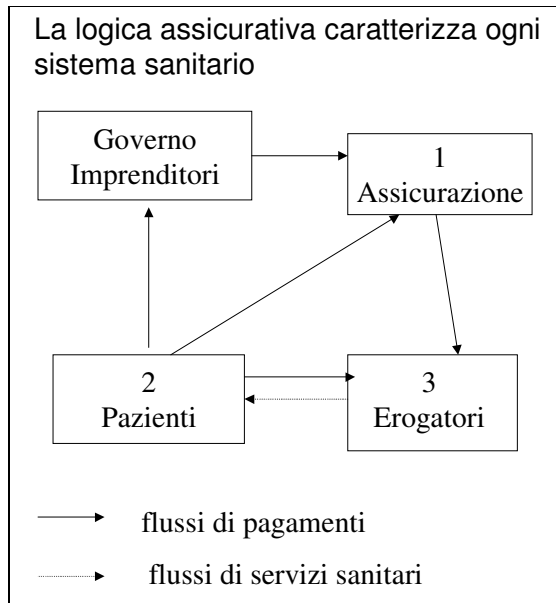 La logica assicurativa caratterizza ogni
sistema sanitario
Governo
Imprenditori
1
Assicurazione
2
Pazienti
3
Erogatori
flussi di pagamenti
flussi di servizi sanitari